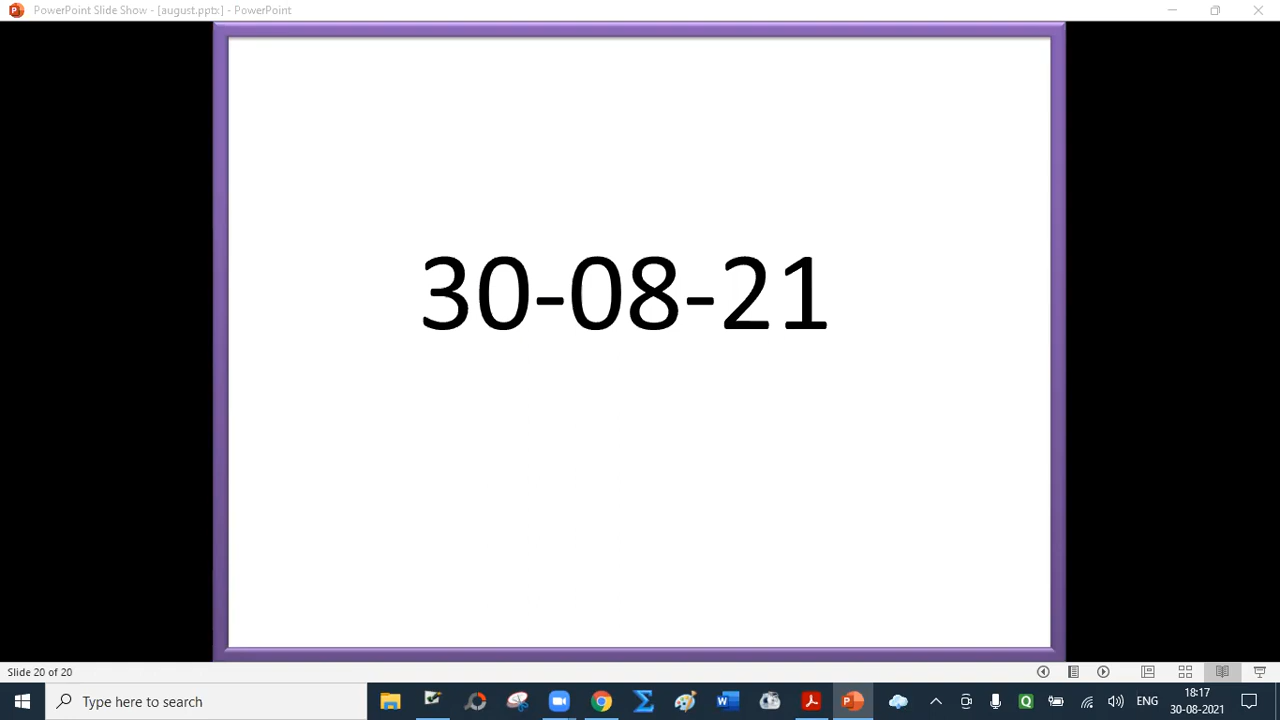 PowerPoint Slide Show - [august.pptx] - PowerPoint
30-08-21
Slide 20 of 20
Type here to search
ENG
18:17
30-08-2021